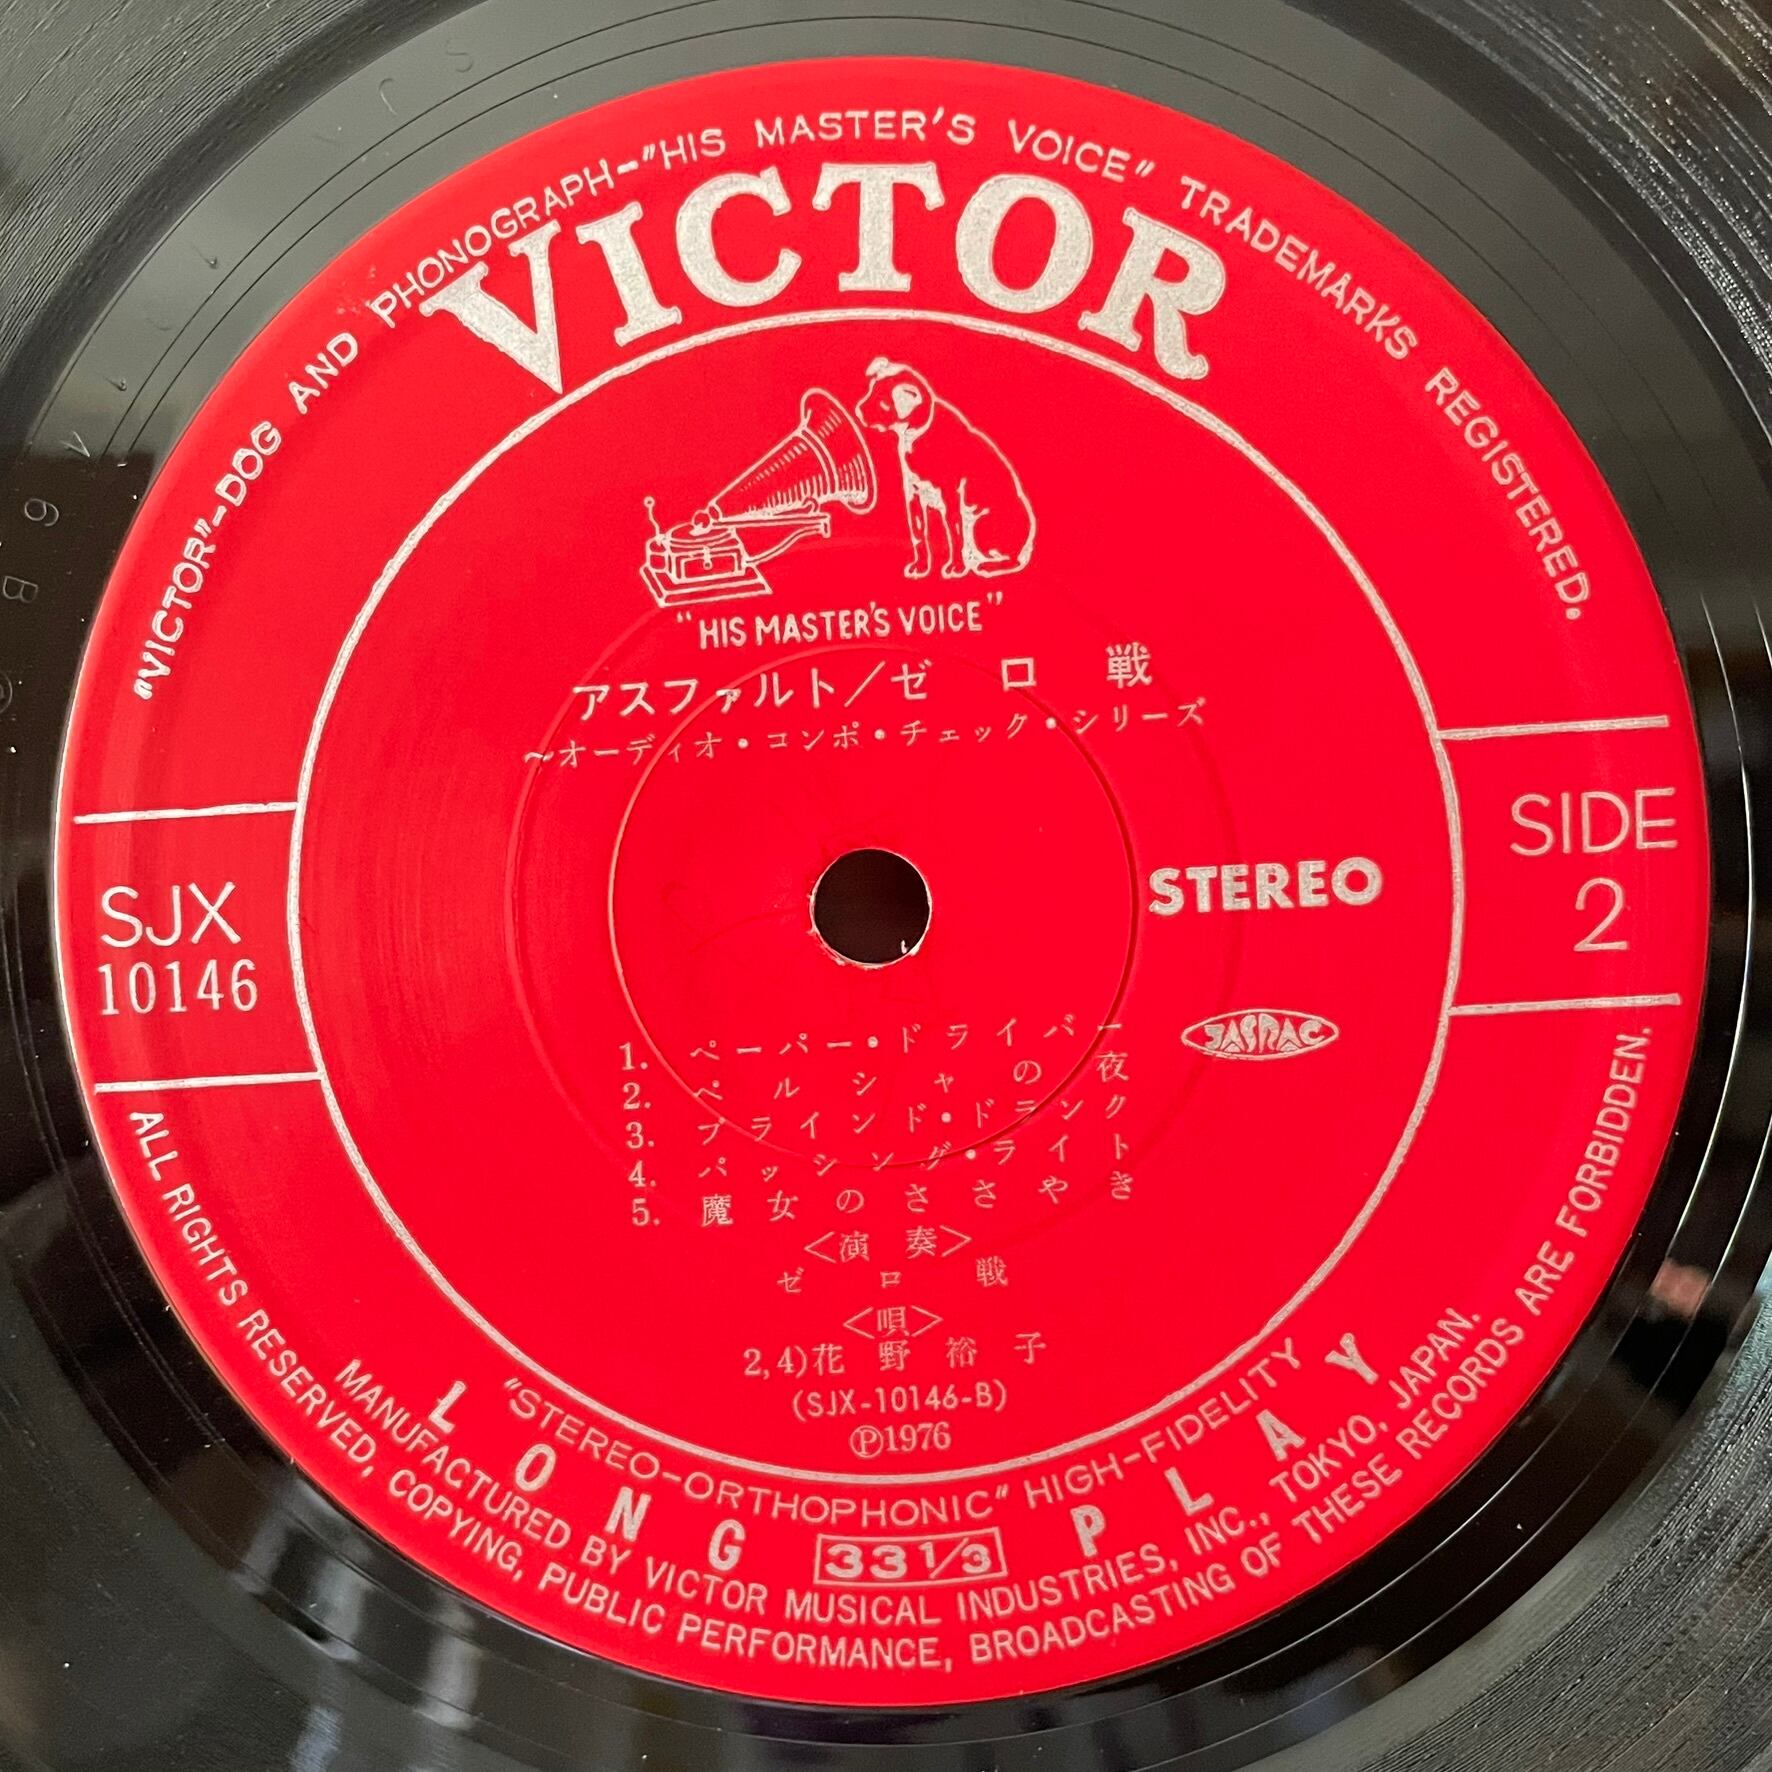 "VICTOR"-DOG AND PHONOGRAPH-"HIS MASTER'S VOICE" TRADEMARKS REGISTERED.
VICTOR
"HIS MASTER'S VOICE"
アスファルト/ゼロ戦
〜オーディオ・コンポ・チェック・シリーズ
SJX
10146
STEREO
SIDE
2
JASRAC
1. ペーパー・ドライバー
2. ペルシャの夜
3. ブラインド・ドランク
4. パッシング・ライト
5. 魔女のささやき
<演奏>
ゼロ戦
<唄>
2,4)花野裕子
(SJX-10146-B)
Ⓟ1976
"STEREO-ORTHOPHONIC" HIGH-FIDELITY
LONG 33 1/3 PLAY
MANUFACTURED BY VICTOR MUSICAL INDUSTRIES, INC., TOKYO, JAPAN.
ALL RIGHTS RESERVED, COPYING, PUBLIC PERFORMANCE, BROADCASTING OF THESE RECORDS ARE FORBIDDEN.